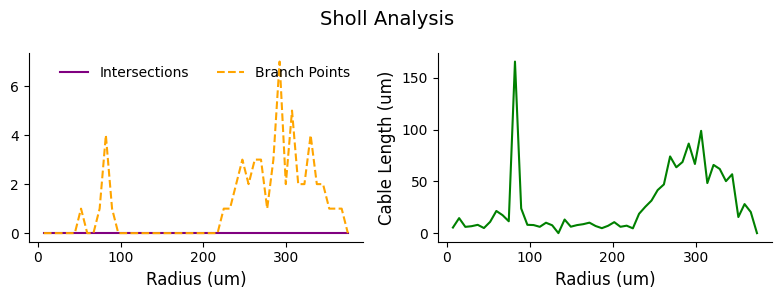 Sholl Analysis
Intersections Branch Points
6
4
2
0
0 100 200 300
Radius (um)
Cable Length (um)
150
100
50
0
0 100 200 300
Radius (um)